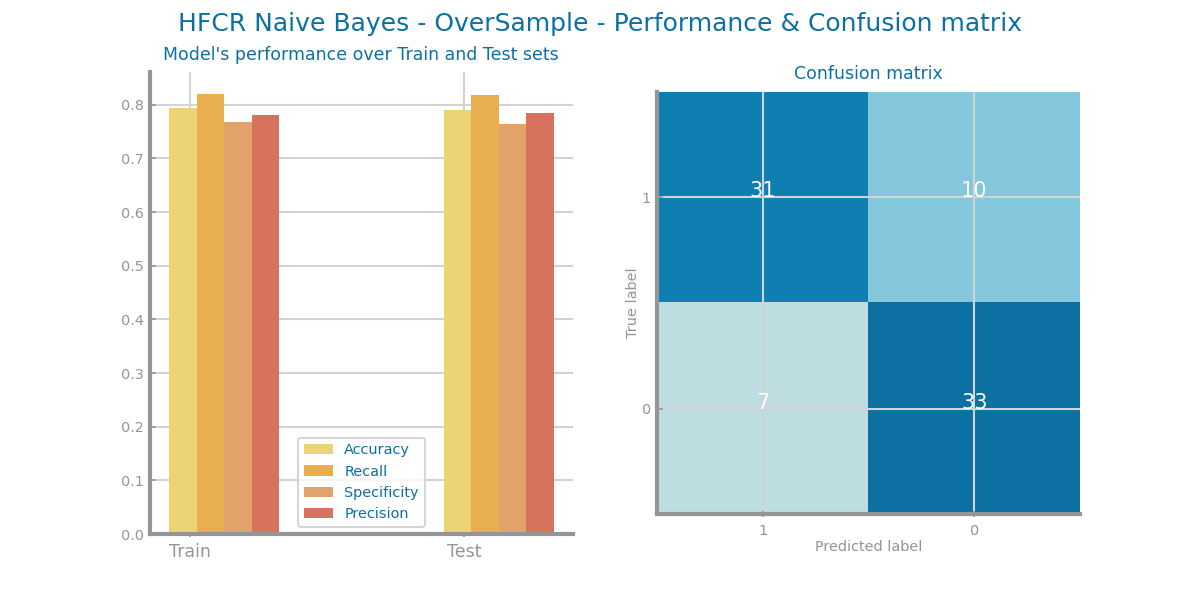 HFCR Naive Bayes - OverSample - Performance & Confusion matrix
Model's performance over Train and Test sets
0.8
0.7
0.6
0.5
0.4
0.3
0.2
0.1
0.0
Accuracy
Recall
Specificity
Precision
Train
Test
Confusion matrix
True label
1
0
31
10
7
33
1
0
Predicted label